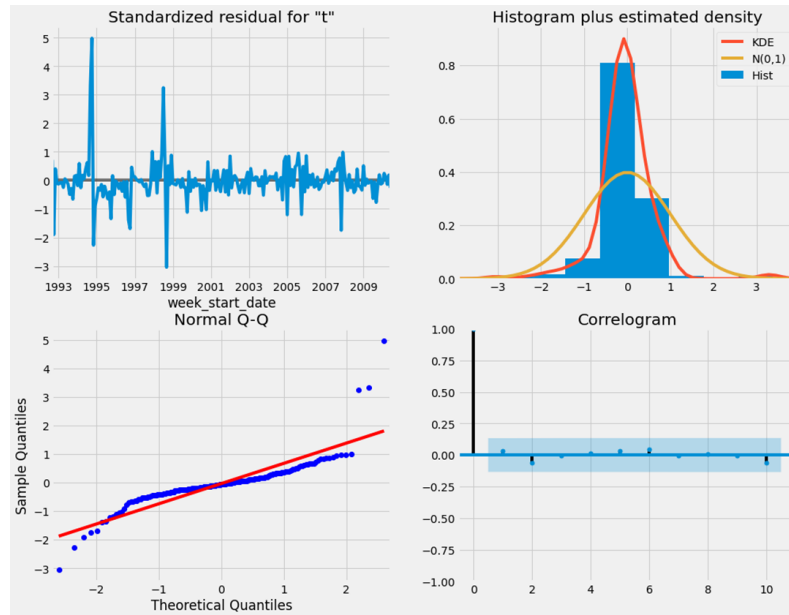 Standardized residual for "t"
5
4
3
2
1
0
−1
−2
−3
1993 1995 1997 1999 2001 2003 2005 2007 2009
week_start_date
Histogram plus estimated density
KDE
N(0,1)
Hist
0.8
0.6
0.4
0.2
0.0
−3 −2 −1 0 1 2 3
Normal Q-Q
Sample Quantiles
5
4
3
2
1
0
−1
−2
−3
−2 −1 0 1 2
Theoretical Quantiles
Correlogram
1.00
0.75
0.50
0.25
0.00
−0.25
−0.50
−0.75
−1.00
0 2 4 6 8 10